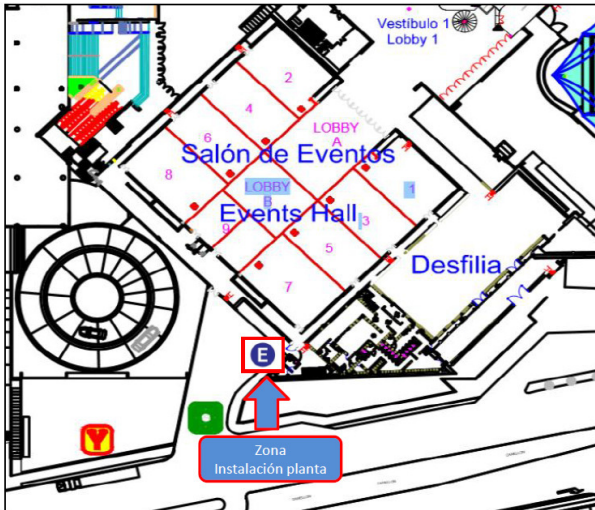 Vestíbulo 1
Lobby 1
2
4
LOBBY
A
6
Salón de Eventos
8
LOBBY
B
1
Events Hall
3
9
5
Desfilia
7
E
Y
Zona
Instalación planta